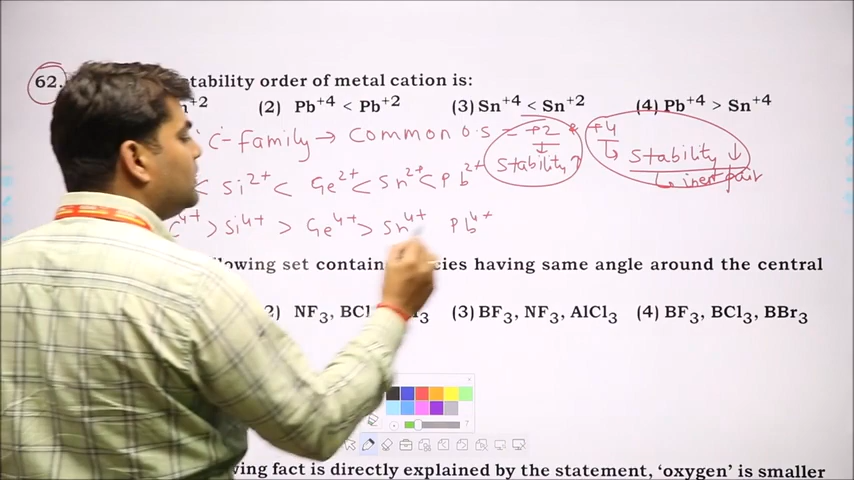 62. tability order of metal cation is:
n+2 (2) Pb+4 < Pb+2 (3) Sn+4 < Sn+2 (4) Pb+4 > Sn+4
'C'-family → Common o.s = +2 & +4
Stability ↑ Stability ↓
↳ inert pair
< Si2+ < Ge2+ < Sn2+ < Pb2+
C4+ > Si4+ > Ge4+ > Sn4+ Pb4+
llowing set contain cies having same angle around the central
2) NF3, BCl 3 (3) BF3, NF3, AlCl3 (4) BF3, BCl3, BBr3
wing fact is directly explained by the statement, 'oxygen' is smaller